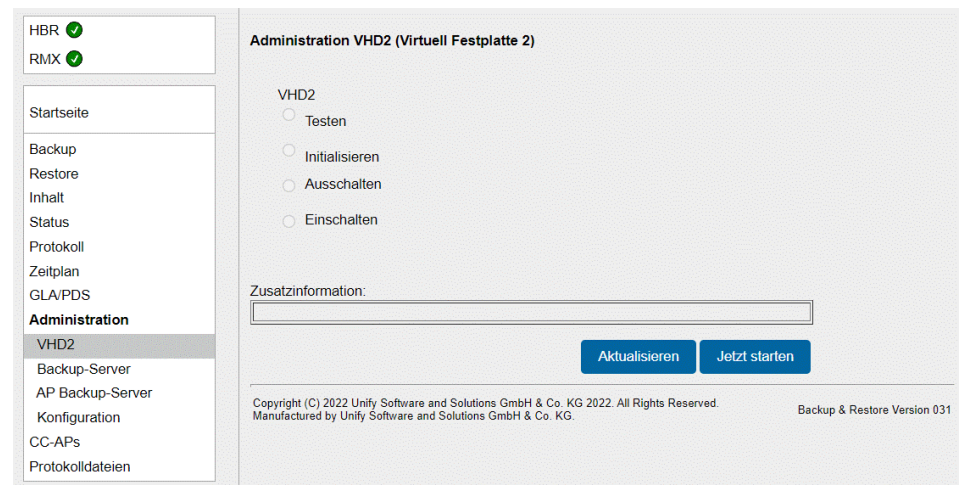 HBR
RMX
Startseite
Backup
Restore
Inhalt
Status
Protokoll
Zeitplan
GLA/PDS
Administration
VHD2
Backup-Server
AP Backup-Server
Konfiguration
CC-APs
Protokolldateien
Administration VHD2 (Virtuell Festplatte 2)
VHD2
Testen
Initialisieren
Ausschalten
Einschalten
Zusatzinformation:
Aktualisieren
Jetzt starten
Copyright (C) 2022 Unify Software and Solutions GmbH & Co. KG 2022. All Rights Reserved.
Manufactured by Unify Software and Solutions GmbH & Co. KG.
Backup & Restore Version 031